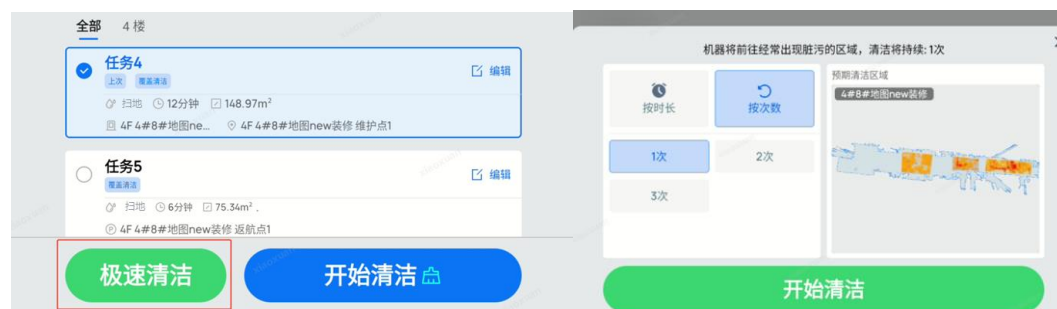 全部 4楼
任务4
上次 覆盖清洁
编辑
扫地 12分钟 148.97m²
4F 4#8#地图ne... 4F 4#8#地图new装修 维护点1
任务5
覆盖清洁
编辑
扫地 6分钟 75.34m² .
4F 4#8#地图new装修 返航点1
极速清洁
开始清洁
机器将前往经常出现脏污的区域，清洁将持续: 1次
按时长
按次数
1次
2次
3次
预期清洁区域
4#8#地图new装修
开始清洁